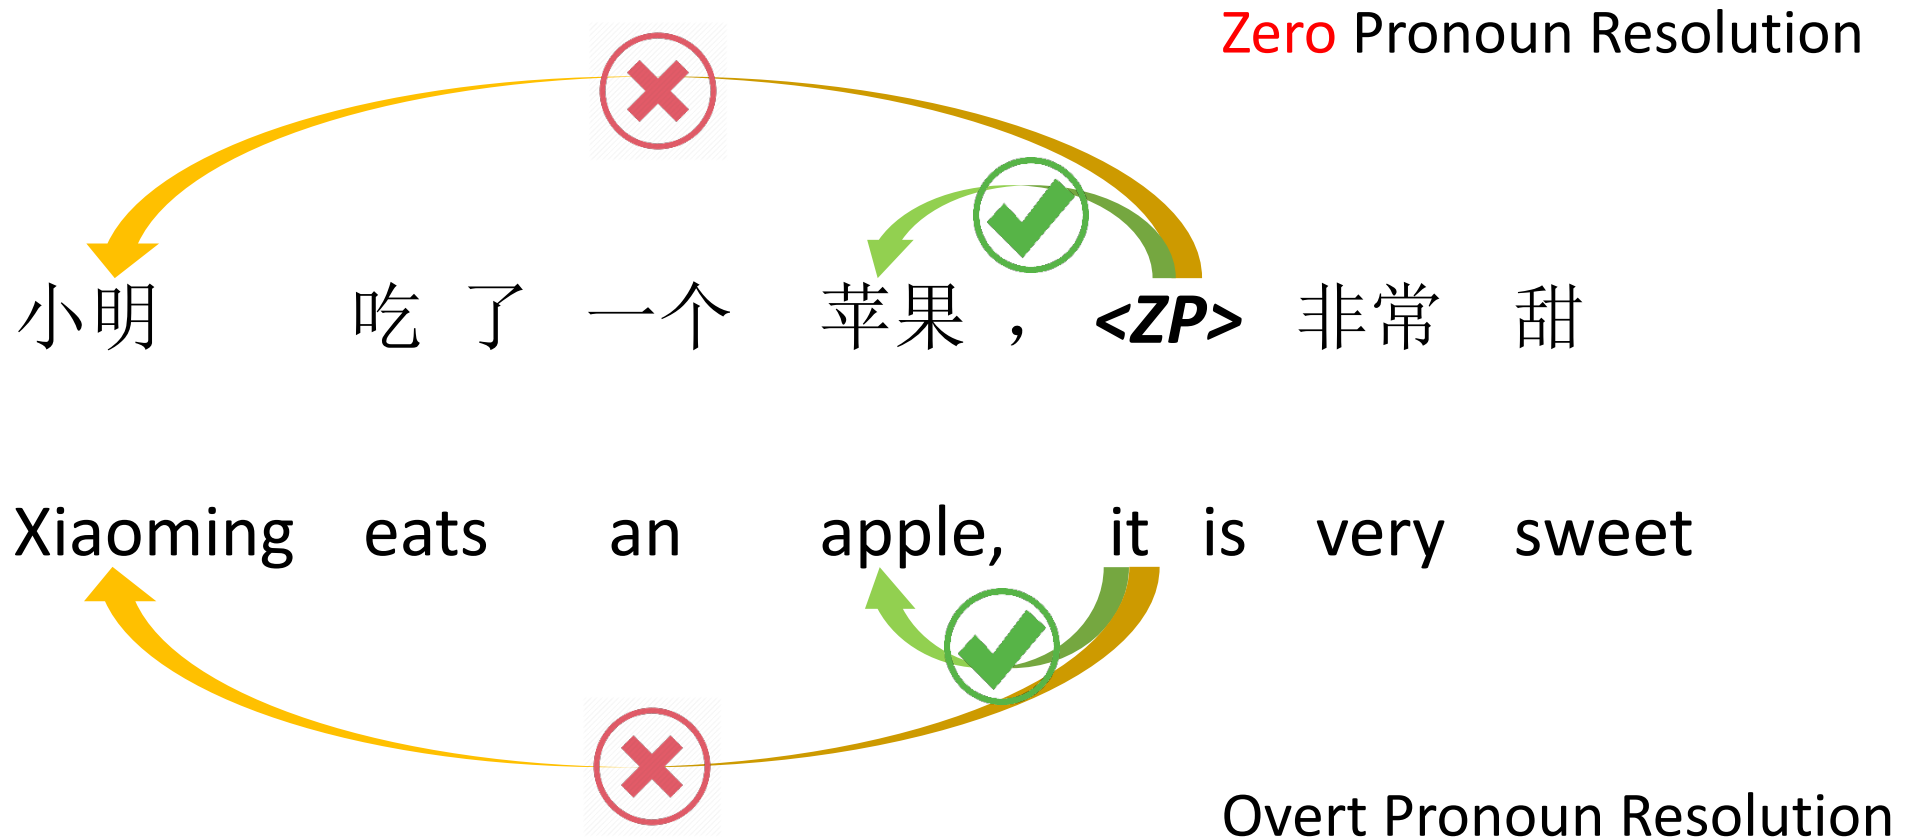 Zero Pronoun Resolution
小明 吃 了 一个 苹果 ， <ZP> 非常 甜
Xiaoming eats an apple, it is very sweet
Overt Pronoun Resolution